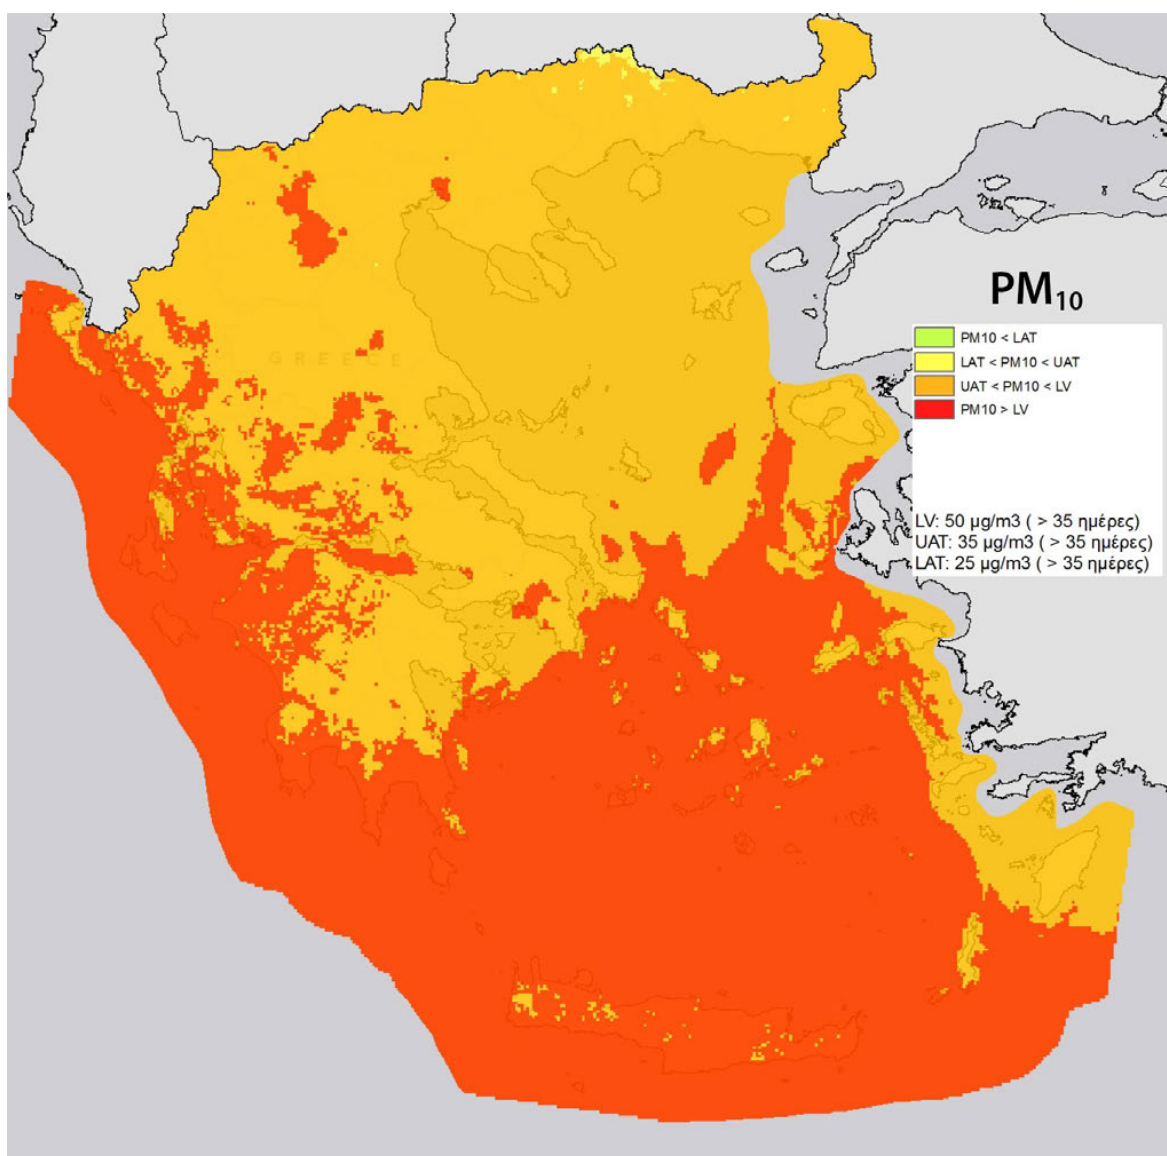 PM₁₀
PM10 < LAT
LAT < PM10 < UAT
GREECE
UAT < PM10 < LV
PM10 > LV
LV: 50 µg/m3 ( > 35 ημέρες)
UAT: 35 µg/m3 ( > 35 ημέρες)
LAT: 25 µg/m3 ( > 35 ημέρες)